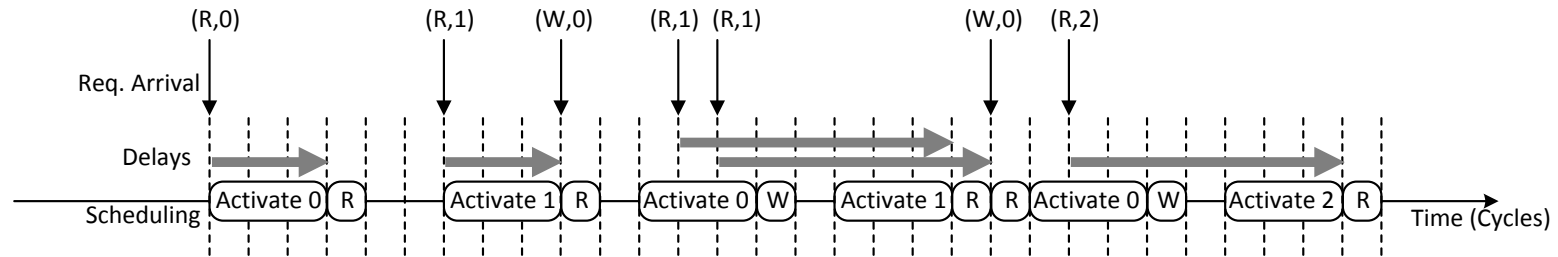 (R,0) (R,1) (W,0) (R,1) (R,1) (W,0) (R,2)
Req. Arrival
Delays
Scheduling Activate 0 R Activate 1 R Activate 0 W Activate 1 R R Activate 0 W Activate 2 R Time (Cycles)